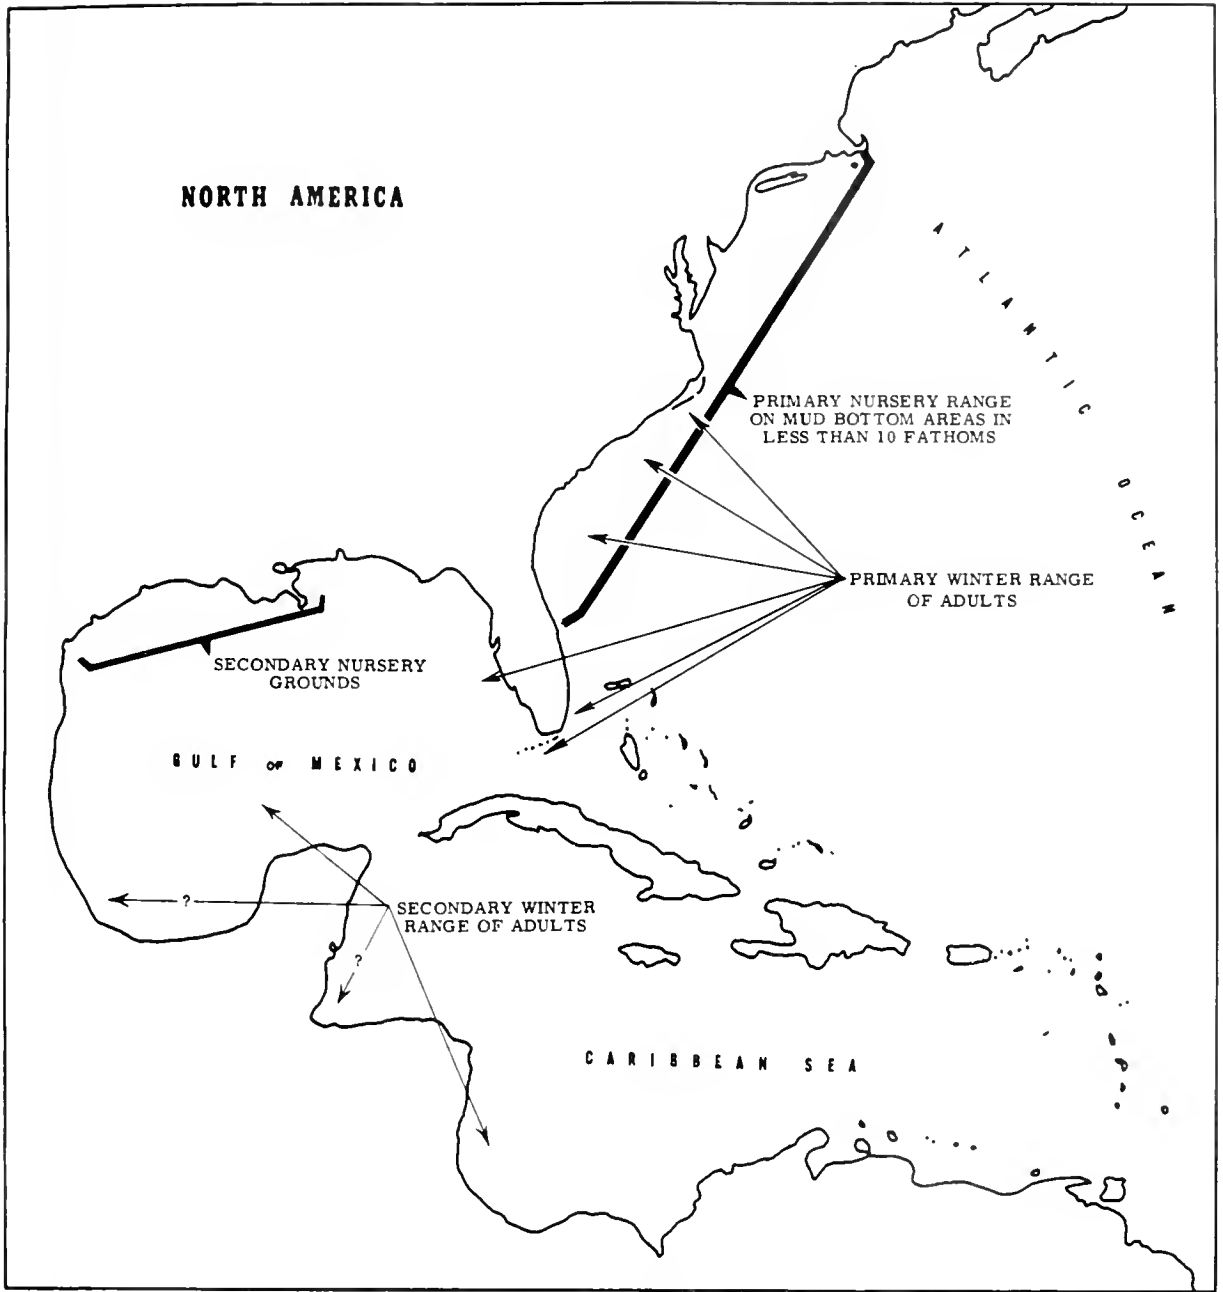 NORTH AMERICA
ATLANTIC OCEAN
PRIMARY NURSERY RANGE
ON MUD BOTTOM AREAS IN
LESS THAN 10 FATHOMS
PRIMARY WINTER RANGE
OF ADULTS
SECONDARY NURSERY
GROUNDS
GULF OF MEXICO
?
SECONDARY WINTER
RANGE OF ADULTS
?
CARIBBEAN SEA